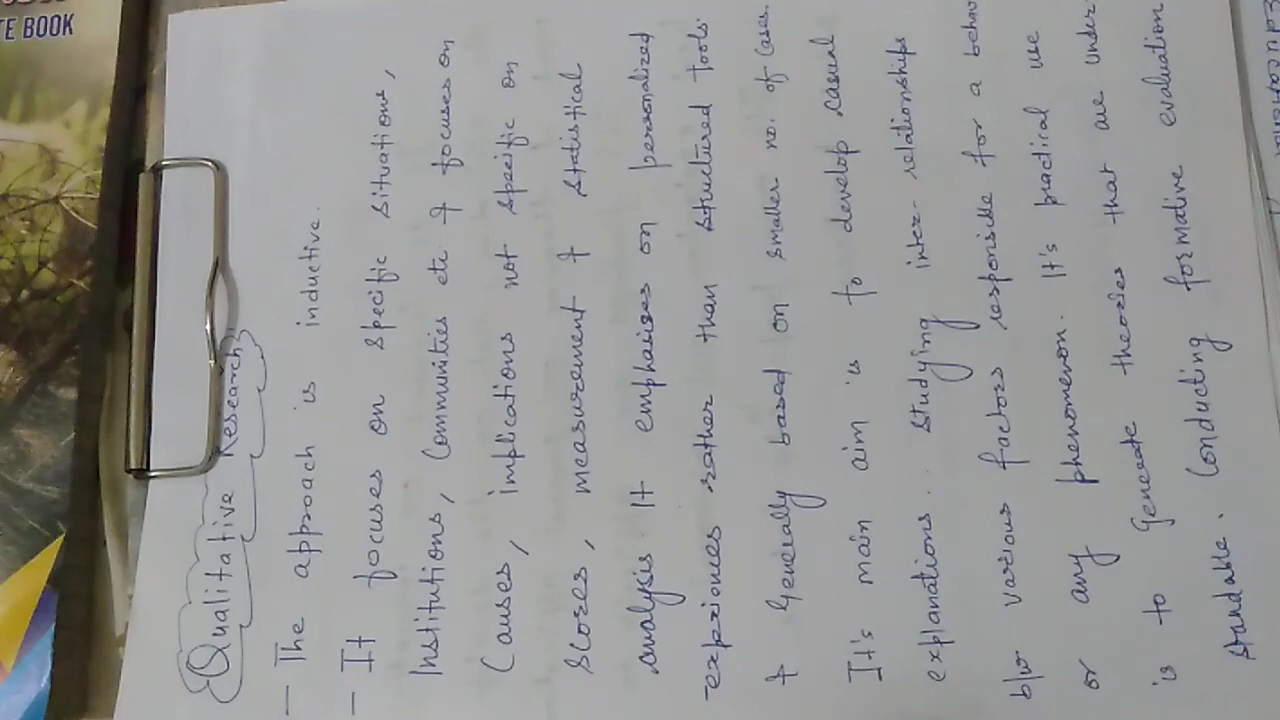 TE BOOK
Qualitative Research
— The approach is inductive.
— It focuses on specific situations,
Institutions, Communities etc & focuses on
Causes, implications not specific on
scores, measurement & statistical
analysis. It emphasises on personalized
expriences rather than structured tools.
& Generally based on smaller no. of Cases.
It's main aim is to develop casual
explanations. studying inter-relationships
b/w various factors responsible for a behav
or any phenomenon. It's practical use
is to Generate theories that are under-
standable. Conducting formative evaluation